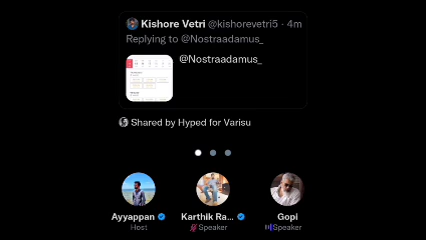 Kishore Vetri @kishorevetri5 · 4m
Replying to @Nostraadamus_
@Nostraadamus_
Shared by Hyped for Varisu
Ayyappan Karthik Ra... Gopi
Host Speaker Speaker